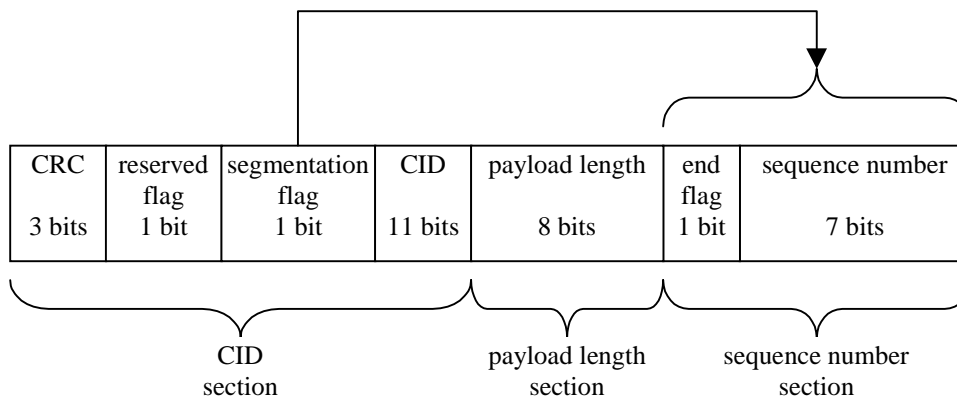 CRC reserved segmentation CID payload length end sequence number
flag flag flag
3 bits 1 bit 1 bit 11 bits 8 bits 1 bit 7 bits
CID payload length sequence number
section section section